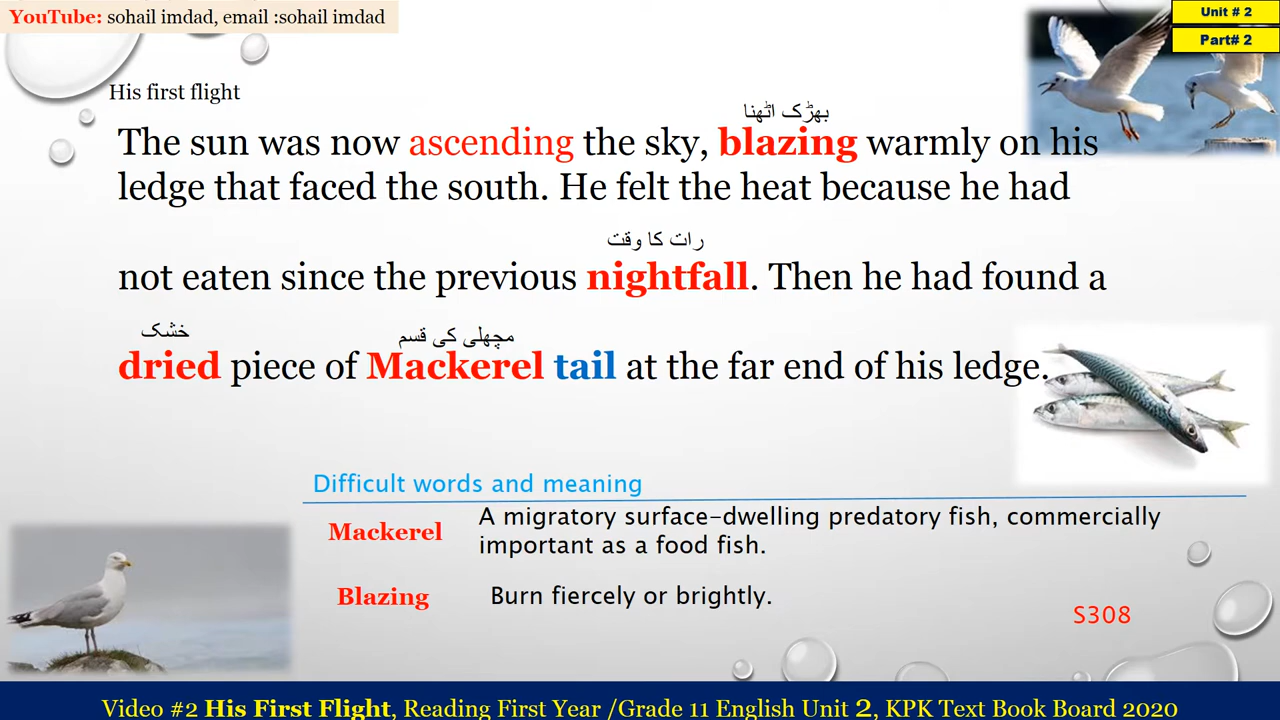 YouTube: sohail imdad, email :sohail imdad
Unit # 2
Part# 2
His first flight
بھڑک اٹھنا
The sun was now ascending the sky, blazing warmly on his
ledge that faced the south. He felt the heat because he had
رات کا وقت
not eaten since the previous nightfall. Then he had found a
خشک
مچھلی کی قسم
dried piece of Mackerel tail at the far end of his ledge.
Difficult words and meaning
Mackerel A migratory surface-dwelling predatory fish, commercially
important as a food fish.
Blazing Burn fiercely or brightly.
S308
Video #2 His First Flight, Reading First Year /Grade 11 English Unit 2, KPK Text Book Board 2020